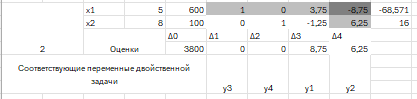 x1 5 600 1 0 3,75 -8,75 -68,571
x2 8 100 0 1 -1,25 6,25 16
Δ0 Δ1 Δ2 Δ3 Δ4
2 Оценки 3800 0 0 8,75 6,25
Соответствующие переменные двойственной
задачи
y3 y4 y1 y2